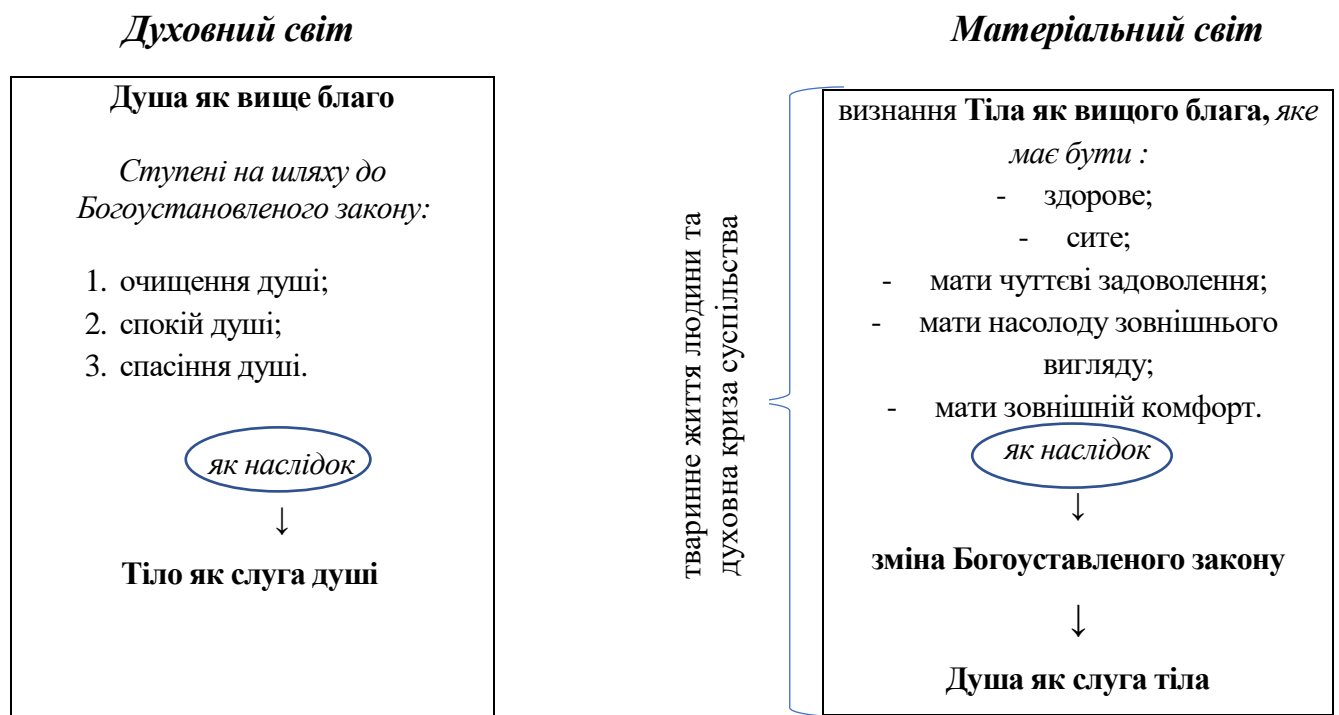 Духовний світ
Душа як вище благо
Ступені на шляху до
Богоустановленого закону:
1. очищення душі;
2. спокій душі;
3. спасіння душі.
як наслідок
↓
Тіло як слуга душі
тваринне життя людини та
духовна криза суспільства
Матеріальний світ
визнання Тіла як вищого блага, яке
має бути :
- здорове;
- сите;
- мати чуттєві задоволення;
- мати насолоду зовнішнього
вигляду;
- мати зовнішній комфорт.
як наслідок
↓
зміна Богоуставленого закону
↓
Душа як слуга тіла